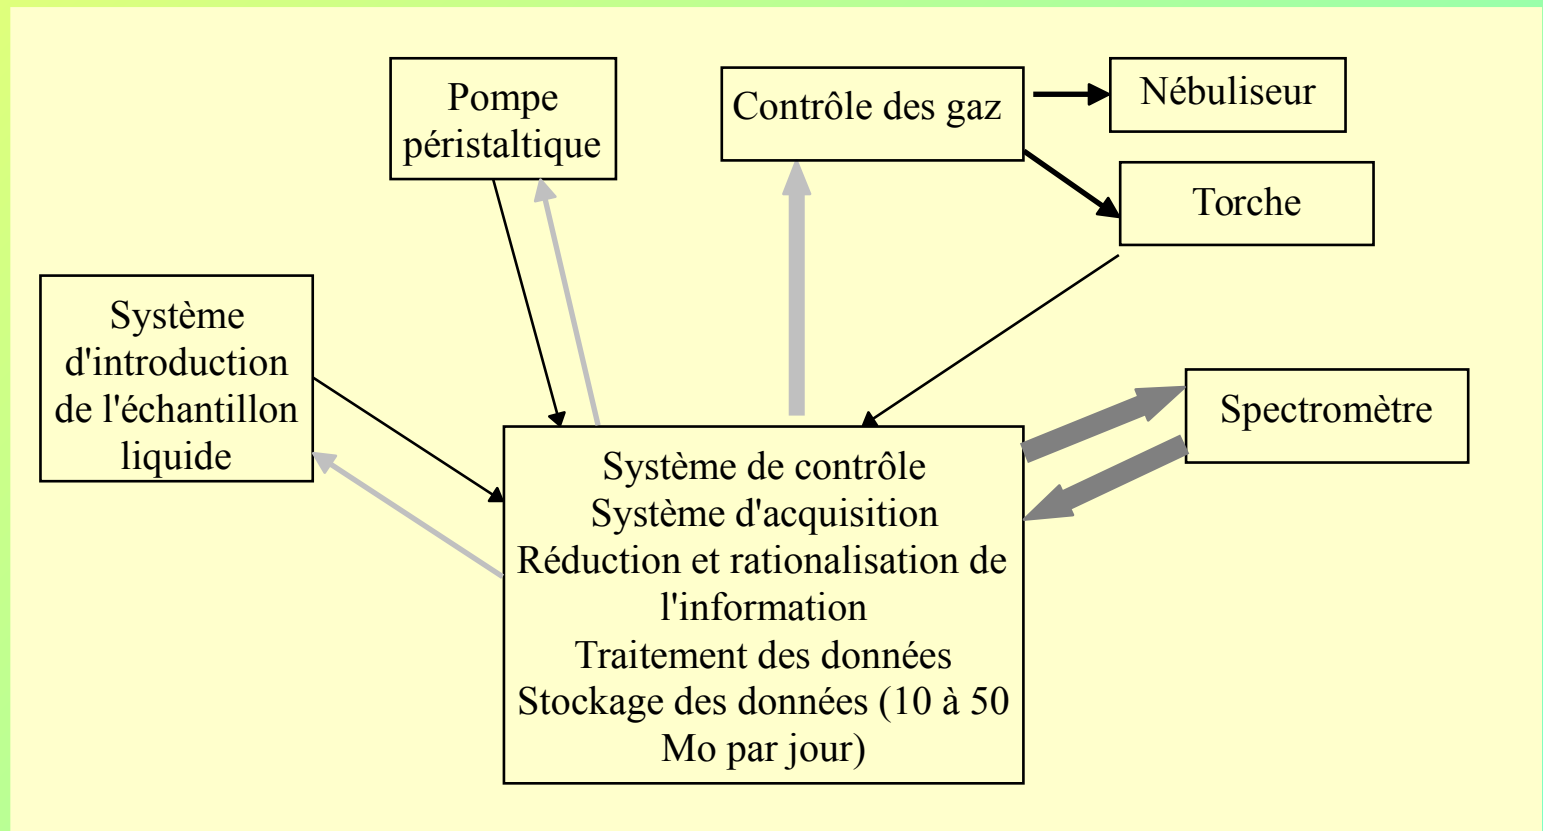 Pompe
péristaltique
Contrôle des gaz
Nébuliseur
Torche
Système
d'introduction
de l'échantillon
liquide
Spectromètre
Système de contrôle
Système d'acquisition
Réduction et rationalisation de
l'information
Traitement des données
Stockage des données (10 à 50
Mo par jour)